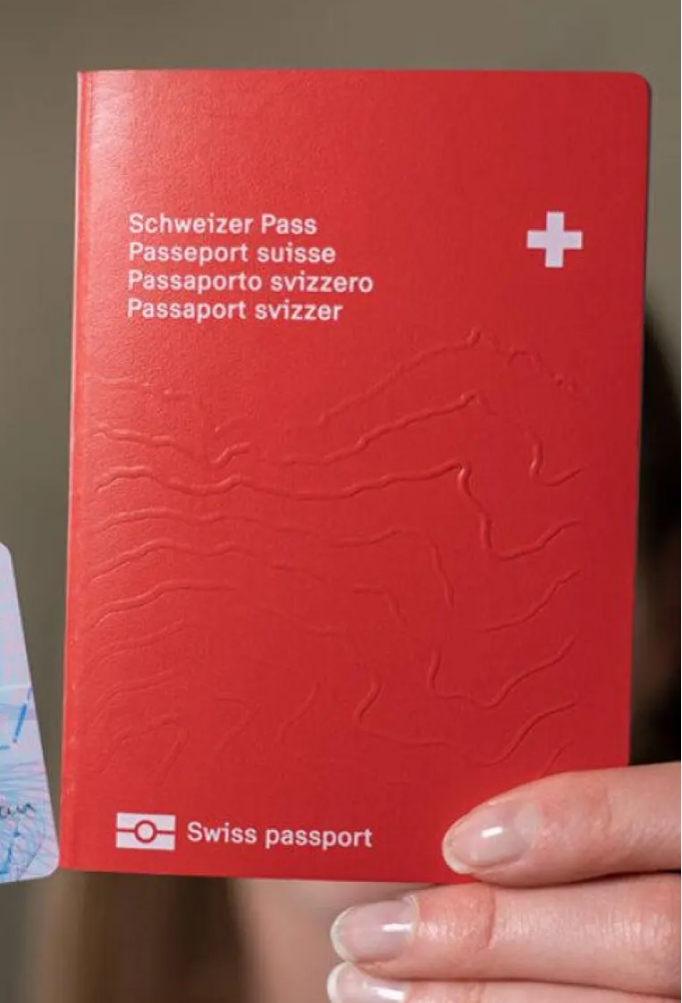 Schweizer Pass
Passeport suisse
Passaporto svizzero
Passaport svizzer
Swiss passport